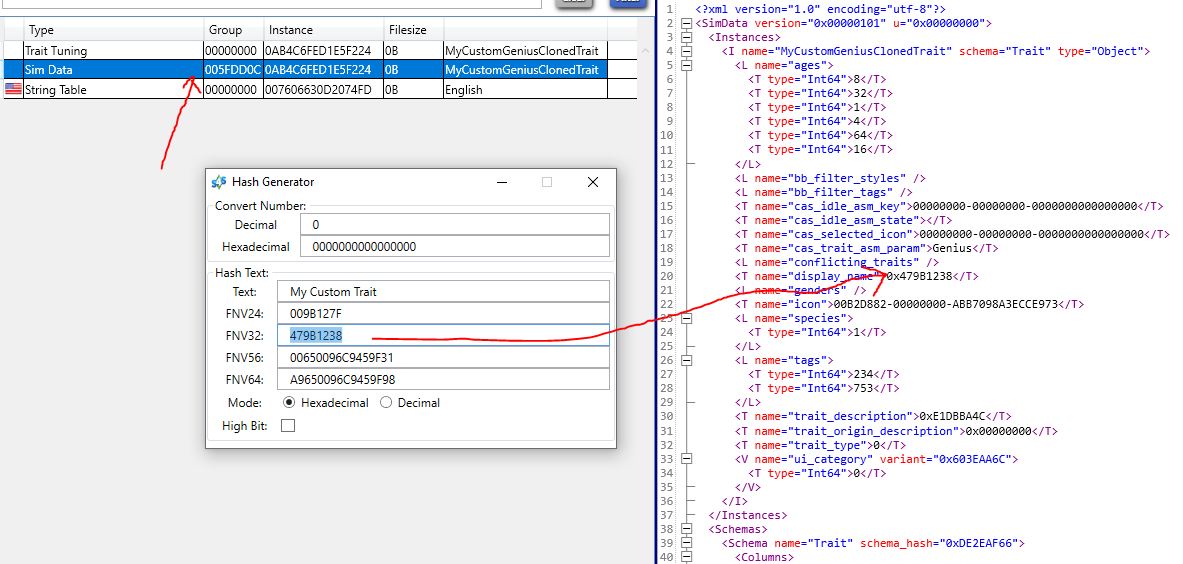 Type Group Instance Filesize
Trait Tuning 00000000 0AB4C6FED1E5F224 0B MyCustomGeniusClonedTrait
Sim Data 005FDD0C 0AB4C6FED1E5F224 0B MyCustomGeniusClonedTrait
String Table 00000000 007606630D2074FD 0B English
Hash Generator
Convert Number:
Decimal 0
Hexadecimal 0000000000000000
Hash Text:
Text: My Custom Trait
FNV24: 009B127F
FNV32: 479B1238
FNV56: 00650096C9459F31
FNV64: A9650096C9459F98
Mode: Hexadecimal Decimal
High Bit:
1 <?xml version="1.0" encoding="utf-8"?>
2 <SimData version="0x00000101" u="0x00000000">
3 <Instances>
4 <I name="MyCustomGeniusClonedTrait" schema="Trait" type="Object">
5 <L name="ages">
6 <T type="Int64">8</T>
7 <T type="Int64">32</T>
8 <T type="Int64">1</T>
9 <T type="Int64">4</T>
10 <T type="Int64">64</T>
11 <T type="Int64">16</T>
12 </L>
13 <L name="bb_filter_styles" />
14 <L name="bb_filter_tags" />
15 <T name="cas_idle_asm_key">00000000-00000000-0000000000000000</T>
16 <T name="cas_idle_asm_state"></T>
17 <T name="cas_selected_icon">00000000-00000000-0000000000000000</T>
18 <T name="cas_trait_asm_param">Genius</T>
19 <L name="conflicting_traits" />
20 <T name="display_name">0x479B1238</T>
21 <L name="genders" />
22 <T name="icon">00B2D882-00000000-ABB7098A3ECCE973</T>
23 <L name="species">
24 <T type="Int64">1</T>
25 </L>
26 <L name="tags">
27 <T type="Int64">234</T>
28 <T type="Int64">753</T>
29 </L>
30 <T name="trait_description">0xE1DBBA4C</T>
31 <T name="trait_origin_description">0x00000000</T>
32 <T name="trait_type">0</T>
33 <V name="ui_category" variant="0x603EAA6C">
34 <T type="Int64">0</T>
35 </V>
36 </I>
37 </Instances>
38 <Schemas>
39 <Schema name="Trait" schema_hash="0xDE2EAF66">
40 <Columns>